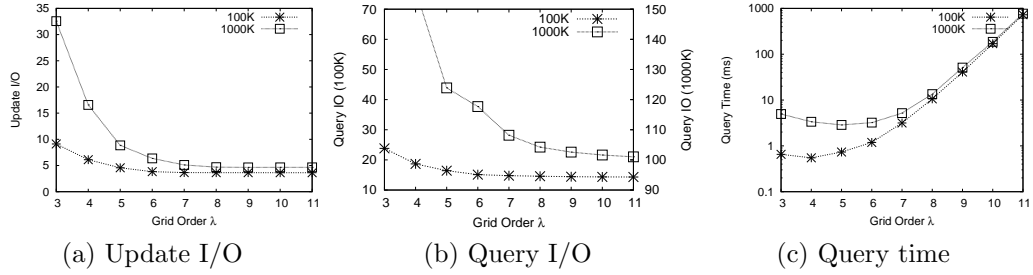 35
30
25
20
15
10
5
0
3 4 5 6 7 8 9 10 11
Update I/O
Grid Order λ
100K
1000K
(a) Update I/O
70
60
50
40
30
20
10
3 4 5 6 7 8 9 10 11
150
140
130
120
110
100
90
Query IO (100K)
Query IO (1000K)
Grid Order λ
100K
1000K
(b) Query I/O
1000
100
10
1
0.1
3 4 5 6 7 8 9 10 11
Query Time (ms)
Grid Order λ
100K
1000K
(c) Query time